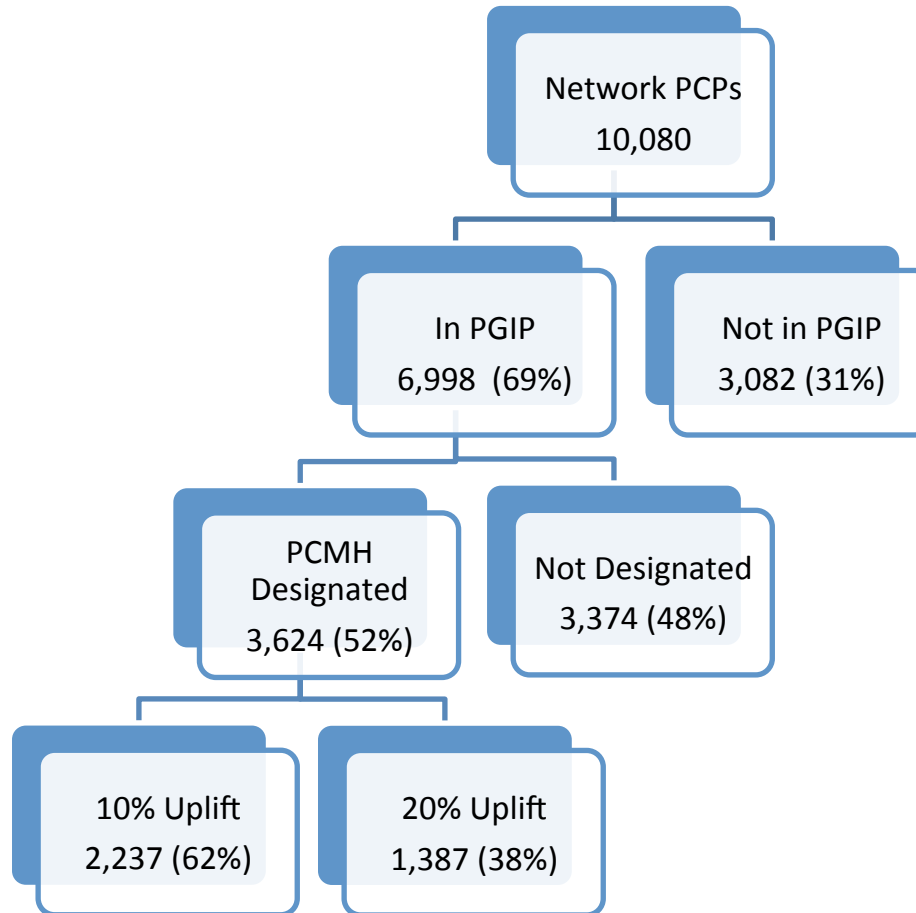 Network PCPs
10,080
In PGIP
6,998 (69%)
Not in PGIP
3,082 (31%)
PCMH
Designated
3,624 (52%)
Not Designated
3,374 (48%)
10% Uplift
2,237 (62%)
20% Uplift
1,387 (38%)